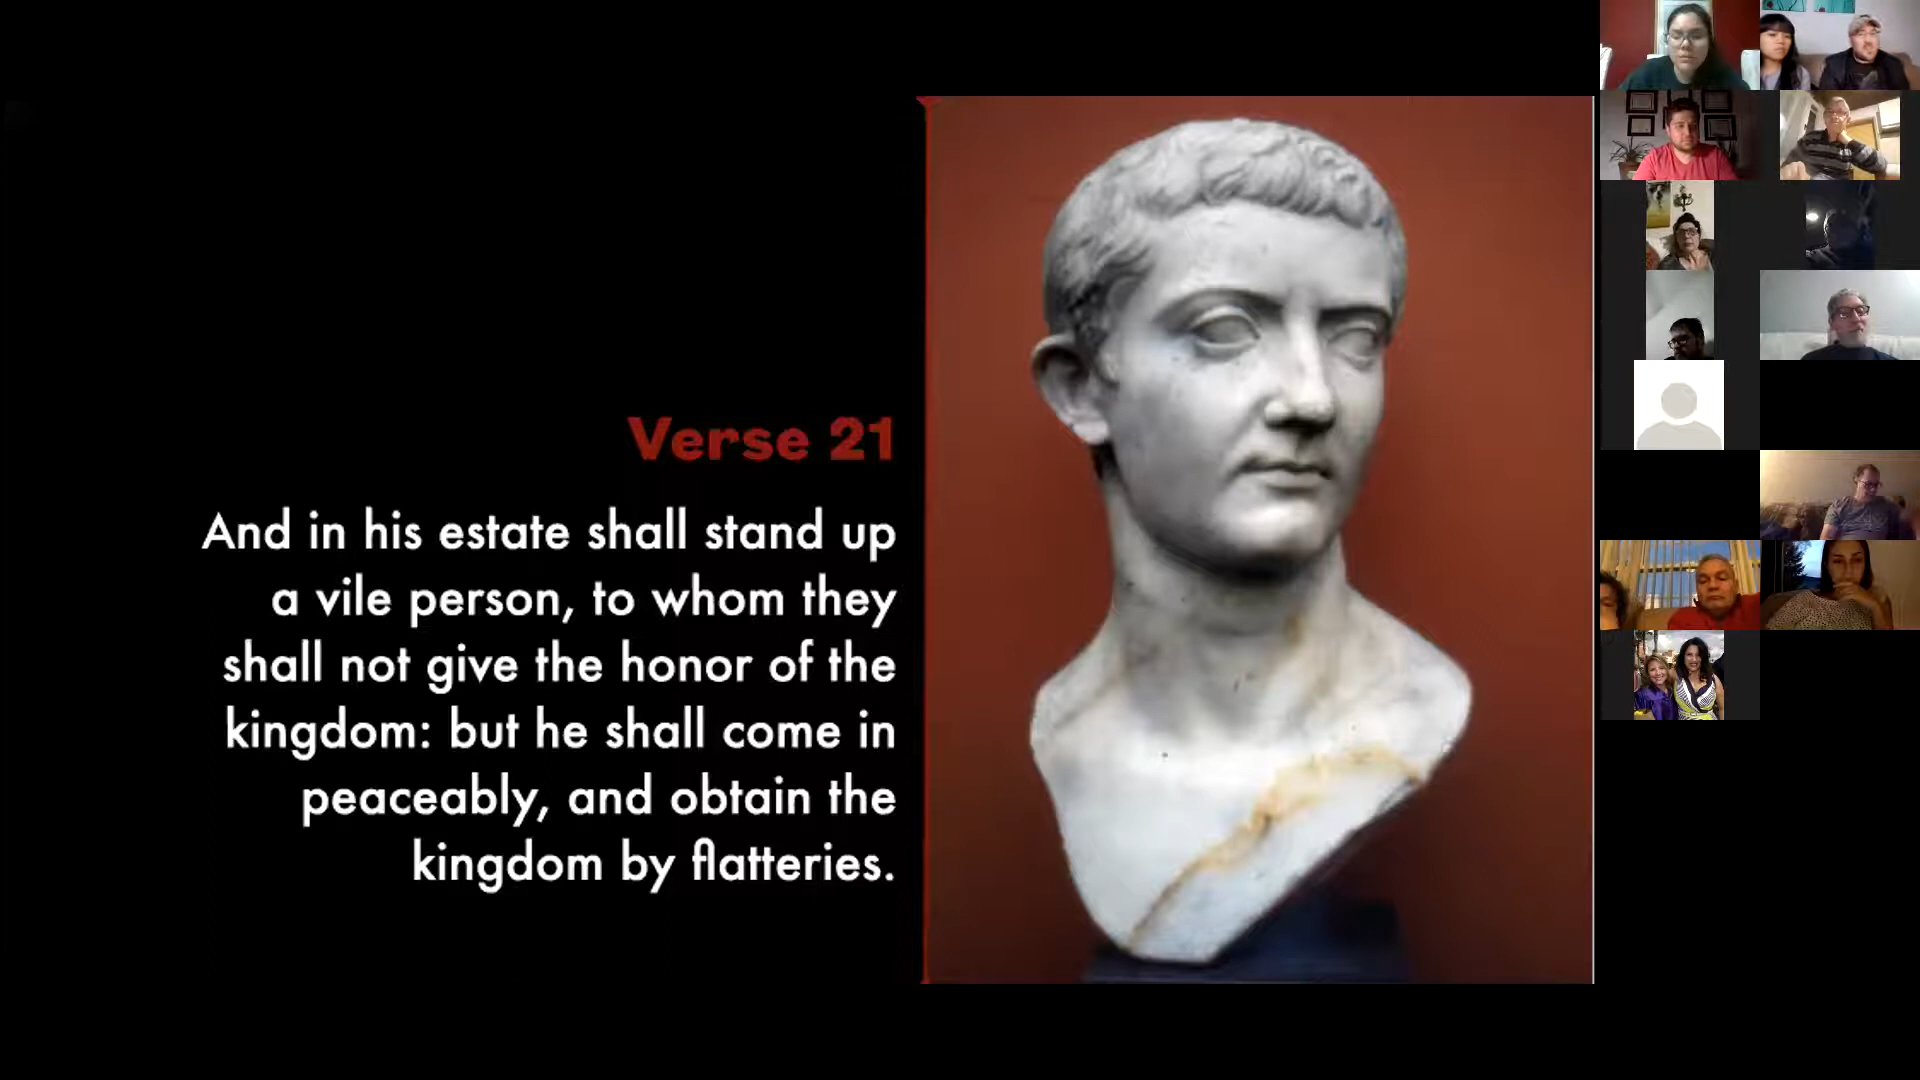 Verse 21
And in his estate shall stand up
a vile person, to whom they
shall not give the honor of the
kingdom: but he shall come in
peaceably, and obtain the
kingdom by flatteries.